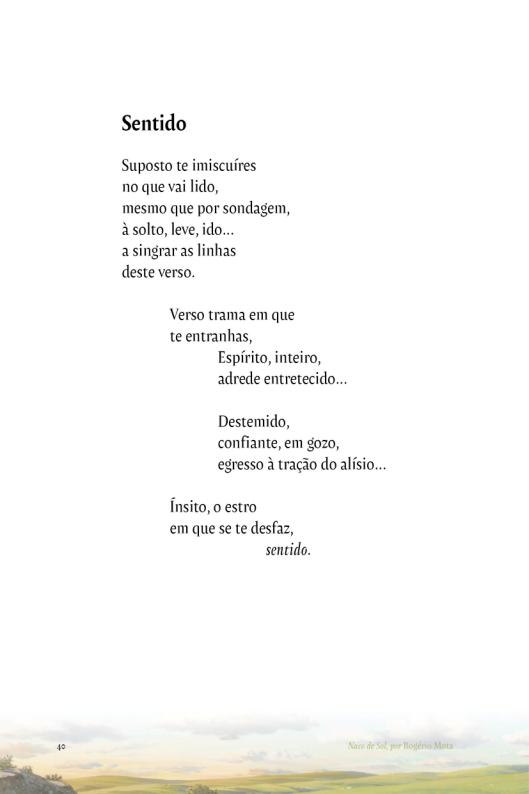 Sentido
Suposto te imiscuíres
no que vai lido,
mesmo que por sondagem,
à solto, leve, ido...
a singrar as linhas
deste verso.
Verso trama em que
te entranhas,
Espírito, inteiro,
adrede entretecido...
Destemido,
confiante, em gozo,
egresso à tração do alísio...
Ínsito, o estro
em que se te desfaz,
sentido.
40
Naco de Sol, por Rogério Mota